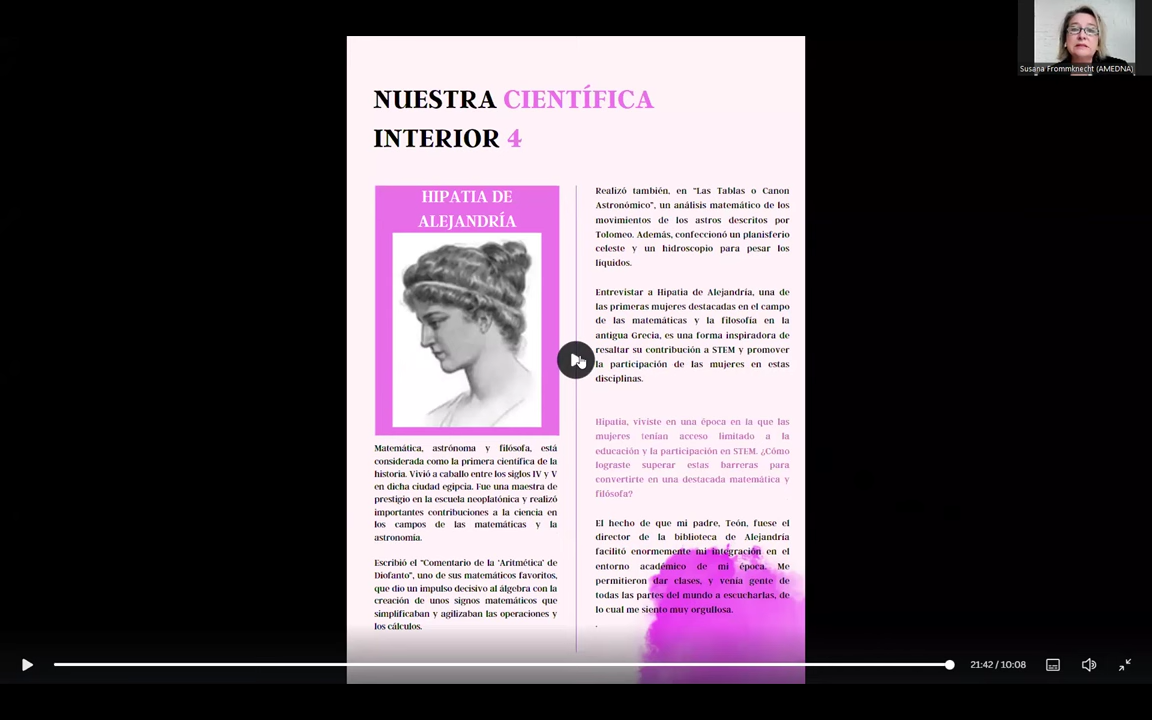 Susana Frommknecht (AMEDNA)
NUESTRA CIENTÍFICA
INTERIOR 4
HIPATIA DE
ALEJANDRÍA
Matemática, astrónoma y filósofa, está
considerada como la primera científica de la
historia. Vivió a caballo entre los siglos IV y V
en dicha ciudad egipcia. Fue una maestra de
prestigio en la escuela neoplatónica y realizó
importantes contribuciones a la ciencia en
los campos de las matemáticas y la
astronomía.
Escribió el "Comentario de la 'Aritmética' de
Diofanto", uno de sus matemáticos favoritos,
que dio un impulso decisivo al álgebra con la
creación de unos signos matemáticos que
simplificaban y agilizaban las operaciones y
los cálculos.
Realizó también, en "Las Tablas o Canon
Astronómico", un análisis matemático de los
movimientos de los astros descritos por
Tolomeo. Además, confeccionó un planisferio
celeste y un hidroscopio para pesar los
líquidos.
Entrevistar a Hipatia de Alejandría, una de
las primeras mujeres destacadas en el campo
de las matemáticas y la filosofía en la
antigua Grecia, es una forma inspiradora de
resaltar su contribución a STEM y promover
la participación de las mujeres en estas
disciplinas.
Hipatia, viviste en una época en la que las
mujeres tenían acceso limitado a la
educación y la participación en STEM. ¿Cómo
lograste superar estas barreras para
convertirte en una destacada matemática y
filósofa?
El hecho de que mi padre, Teón, fuese el
director de la biblioteca de Alejandría
facilitó enormemente mi integración en el
entorno académico de mi época. Me
permitieron dar clases, y venía gente de
todas las partes del mundo a escucharlas, de
lo cual me siento muy orgullosa.
.
21:42 / 10:08